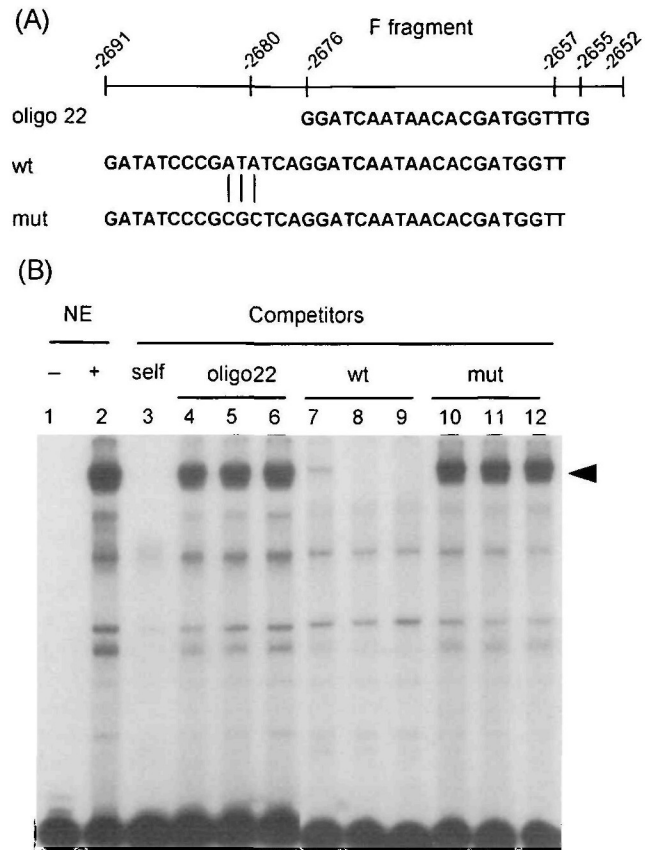 (A)
F fragment
-2691 -2680 -2676 -2657 -2655 -2652
oligo 22 GGATCAATAACACGATGGTTTG
wt GATATCCCGATATCAGGATCAATAACACGATGGTT
mut GATATCCCGCGCTCAGGATCAATAACACGATGGTT
(B)
NE Competitors
– + self oligo22 wt mut
1 2 3 4 5 6 7 8 9 10 11 12